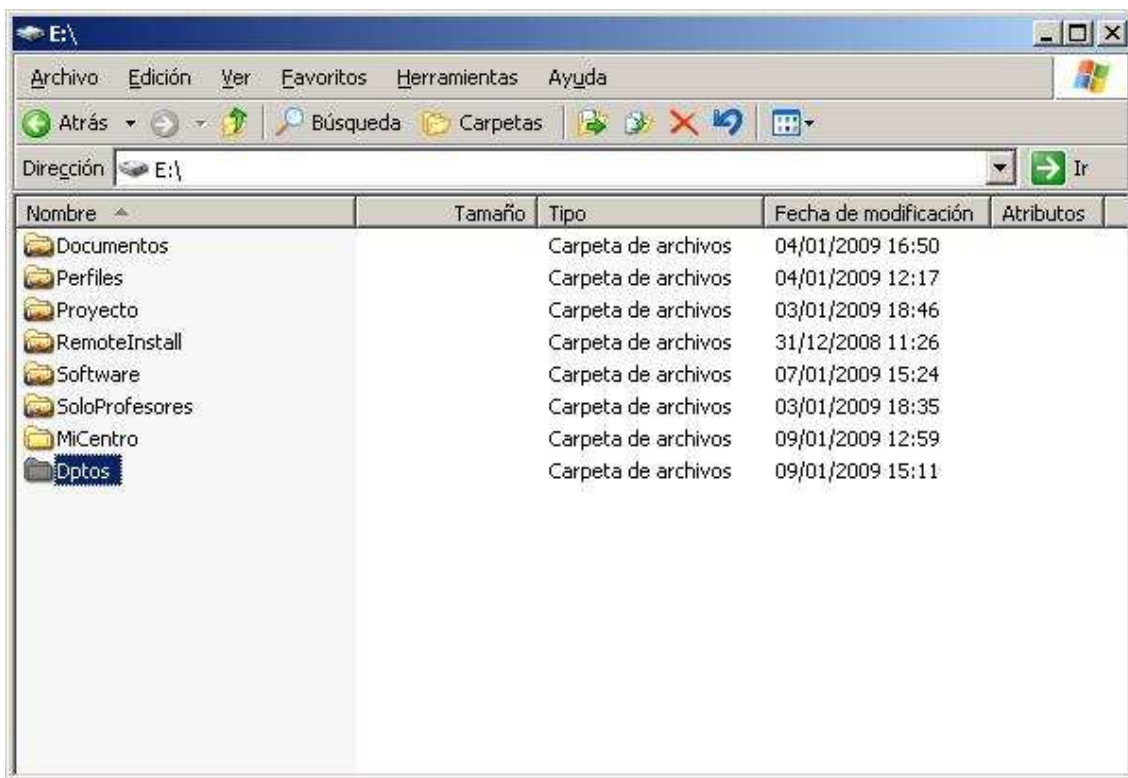 E:\
Archivo Edición Ver Favoritos Herramientas Ayuda
Atrás Búsqueda Carpetas
Dirección E:\ Ir
Nombre Tamaño Tipo Fecha de modificación Atributos
Documentos Carpeta de archivos 04/01/2009 16:50
Perfiles Carpeta de archivos 04/01/2009 12:17
Proyecto Carpeta de archivos 03/01/2009 18:46
RemoteInstall Carpeta de archivos 31/12/2008 11:26
Software Carpeta de archivos 07/01/2009 15:24
SoloProfesores Carpeta de archivos 03/01/2009 18:35
MiCentro Carpeta de archivos 09/01/2009 12:59
Dptos Carpeta de archivos 09/01/2009 15:11